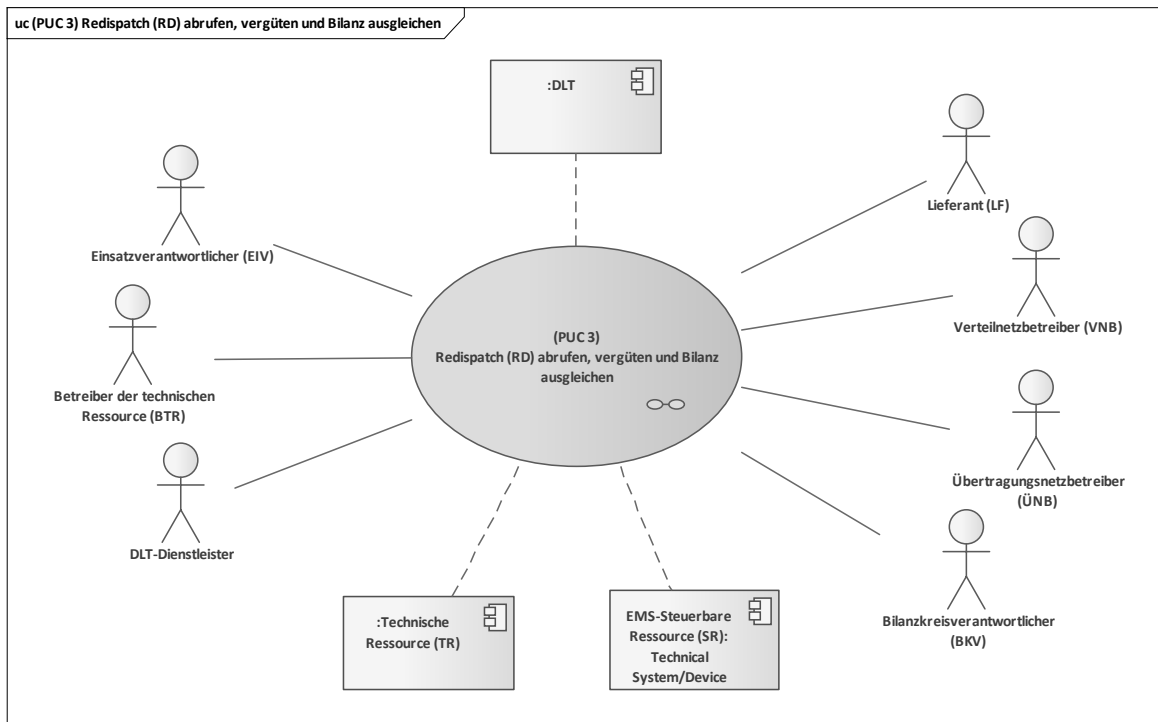 uc (PUC 3) Redispatch (RD) abrufen, vergüten und Bilanz ausgleichen
:DLT
Lieferant (LF)
Einsatzverantwortlicher (EIV)
Verteilnetzbetreiber (VNB)
(PUC 3)
Redispatch (RD) abrufen, vergüten und Bilanz
ausgleichen
Betreiber der technischen
Ressource (BTR)
Übertragungsnetzbetreiber
(ÜNB)
DLT-Dienstleister
:Technische
Ressource (TR)
EMS-Steuerbare
Ressource (SR):
Technical
System/Device
Bilanzkreisverantwortlicher
(BKV)